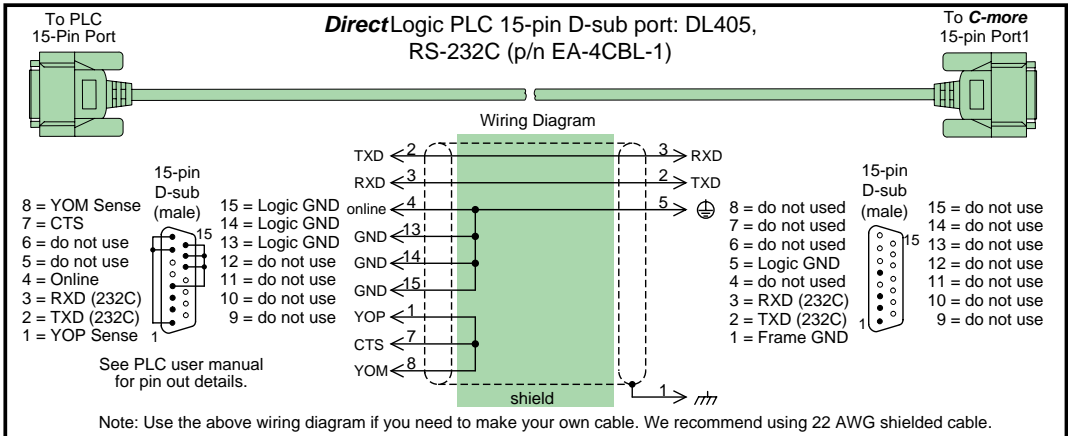 To PLC
15-Pin Port
DirectLogic PLC 15-pin D-sub port: DL405,
RS-232C (p/n EA-4CBL-1)
To C-more
15-pin Port1
Wiring Diagram
15-pin
D-sub
(male)
8 = YOM Sense
7 = CTS
6 = do not use
5 = do not use
4 = Online
3 = RXD (232C)
2 = TXD (232C)
1 = YOP Sense
15
1
15 = Logic GND
14 = Logic GND
13 = Logic GND
12 = do not use
11 = do not use
10 = do not use
9 = do not use
See PLC user manual
for pin out details.
TXD 2 3 RXD
RXD 3 2 TXD
online 4 5
GND 13
GND 14
GND 15
YOP 1
CTS 7
YOM 8
shield
1
15-pin
D-sub
(male)
8 = do not used
7 = do not used
6 = do not used
5 = Logic GND
4 = do not used
3 = RXD (232C)
2 = TXD (232C)
1 = Frame GND
15
1
15 = do not use
14 = do not use
13 = do not use
12 = do not use
11 = do not use
10 = do not use
9 = do not use
Note: Use the above wiring diagram if you need to make your own cable. We recommend using 22 AWG shielded cable.